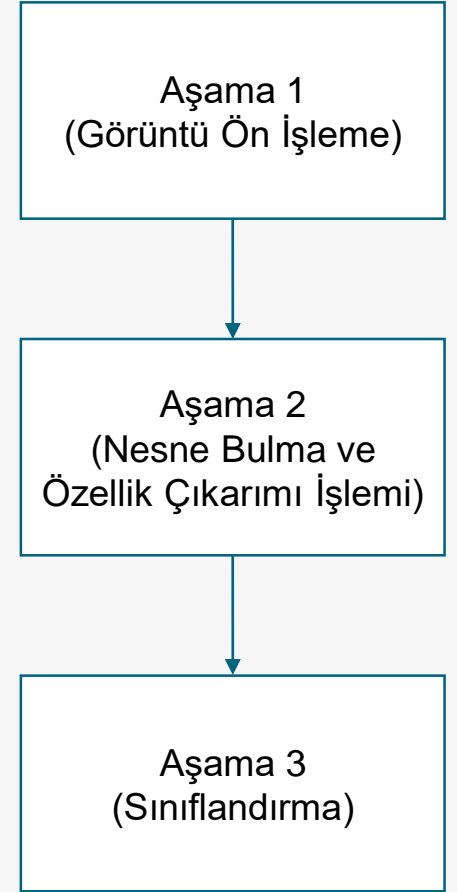 Aşama 1
(Görüntü Ön İşleme)
Aşama 2
(Nesne Bulma ve
Özellik Çıkarımı İşlemi)
Aşama 3
(Sınıflandırma)